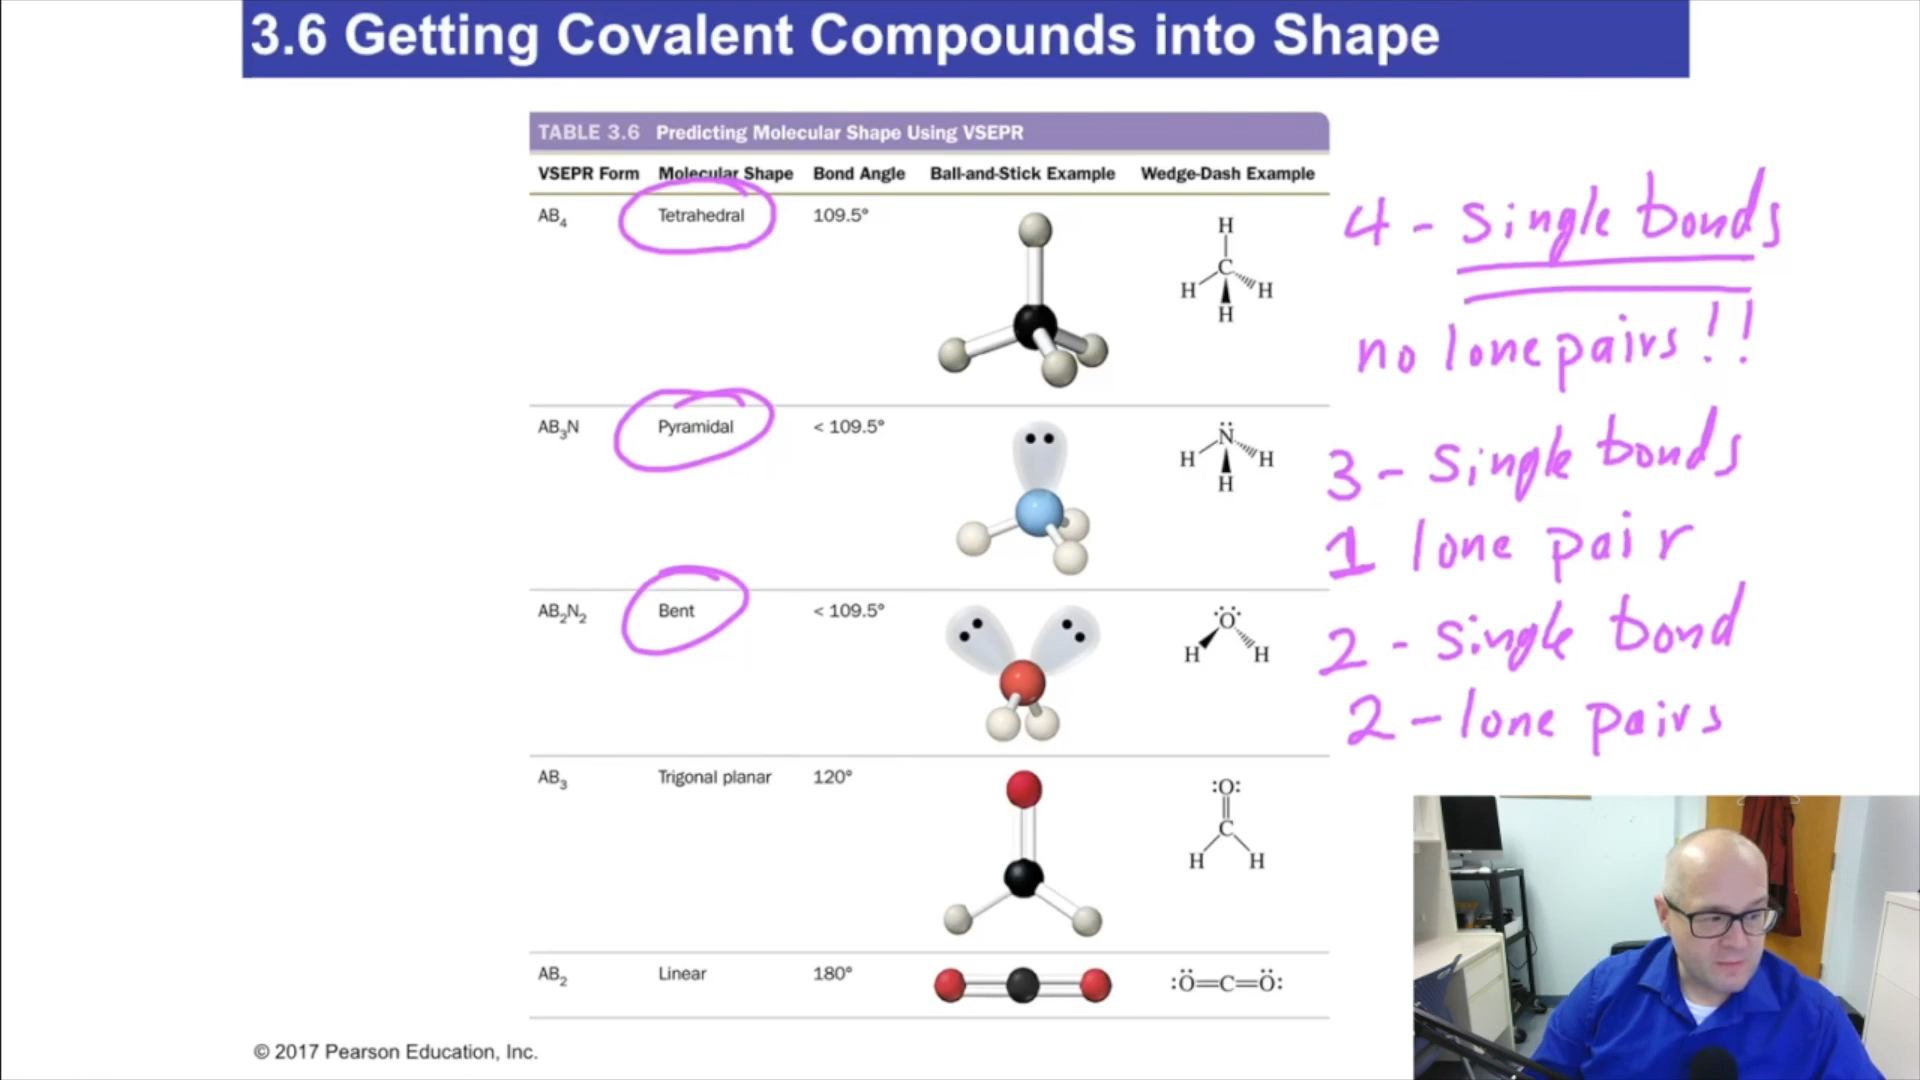 3.6 Getting Covalent Compounds into Shape
TABLE 3.6 Predicting Molecular Shape Using VSEPR
VSEPR Form Molecular Shape Bond Angle Ball-and-Stick Example Wedge-Dash Example
AB₄ Tetrahedral 109.5°
H
C
H H
H
4 - single bonds
no lone pairs!!
AB₃N Pyramidal < 109.5°
N
H H
H
3 - single bonds
1 lone pair
AB₂N₂ Bent < 109.5°
O
H H
2 - single bond
2 - lone pairs
AB₃ Trigonal planar 120°
:O:
C
H H
AB₂ Linear 180°
:Ö=C=Ö:
© 2017 Pearson Education, Inc.